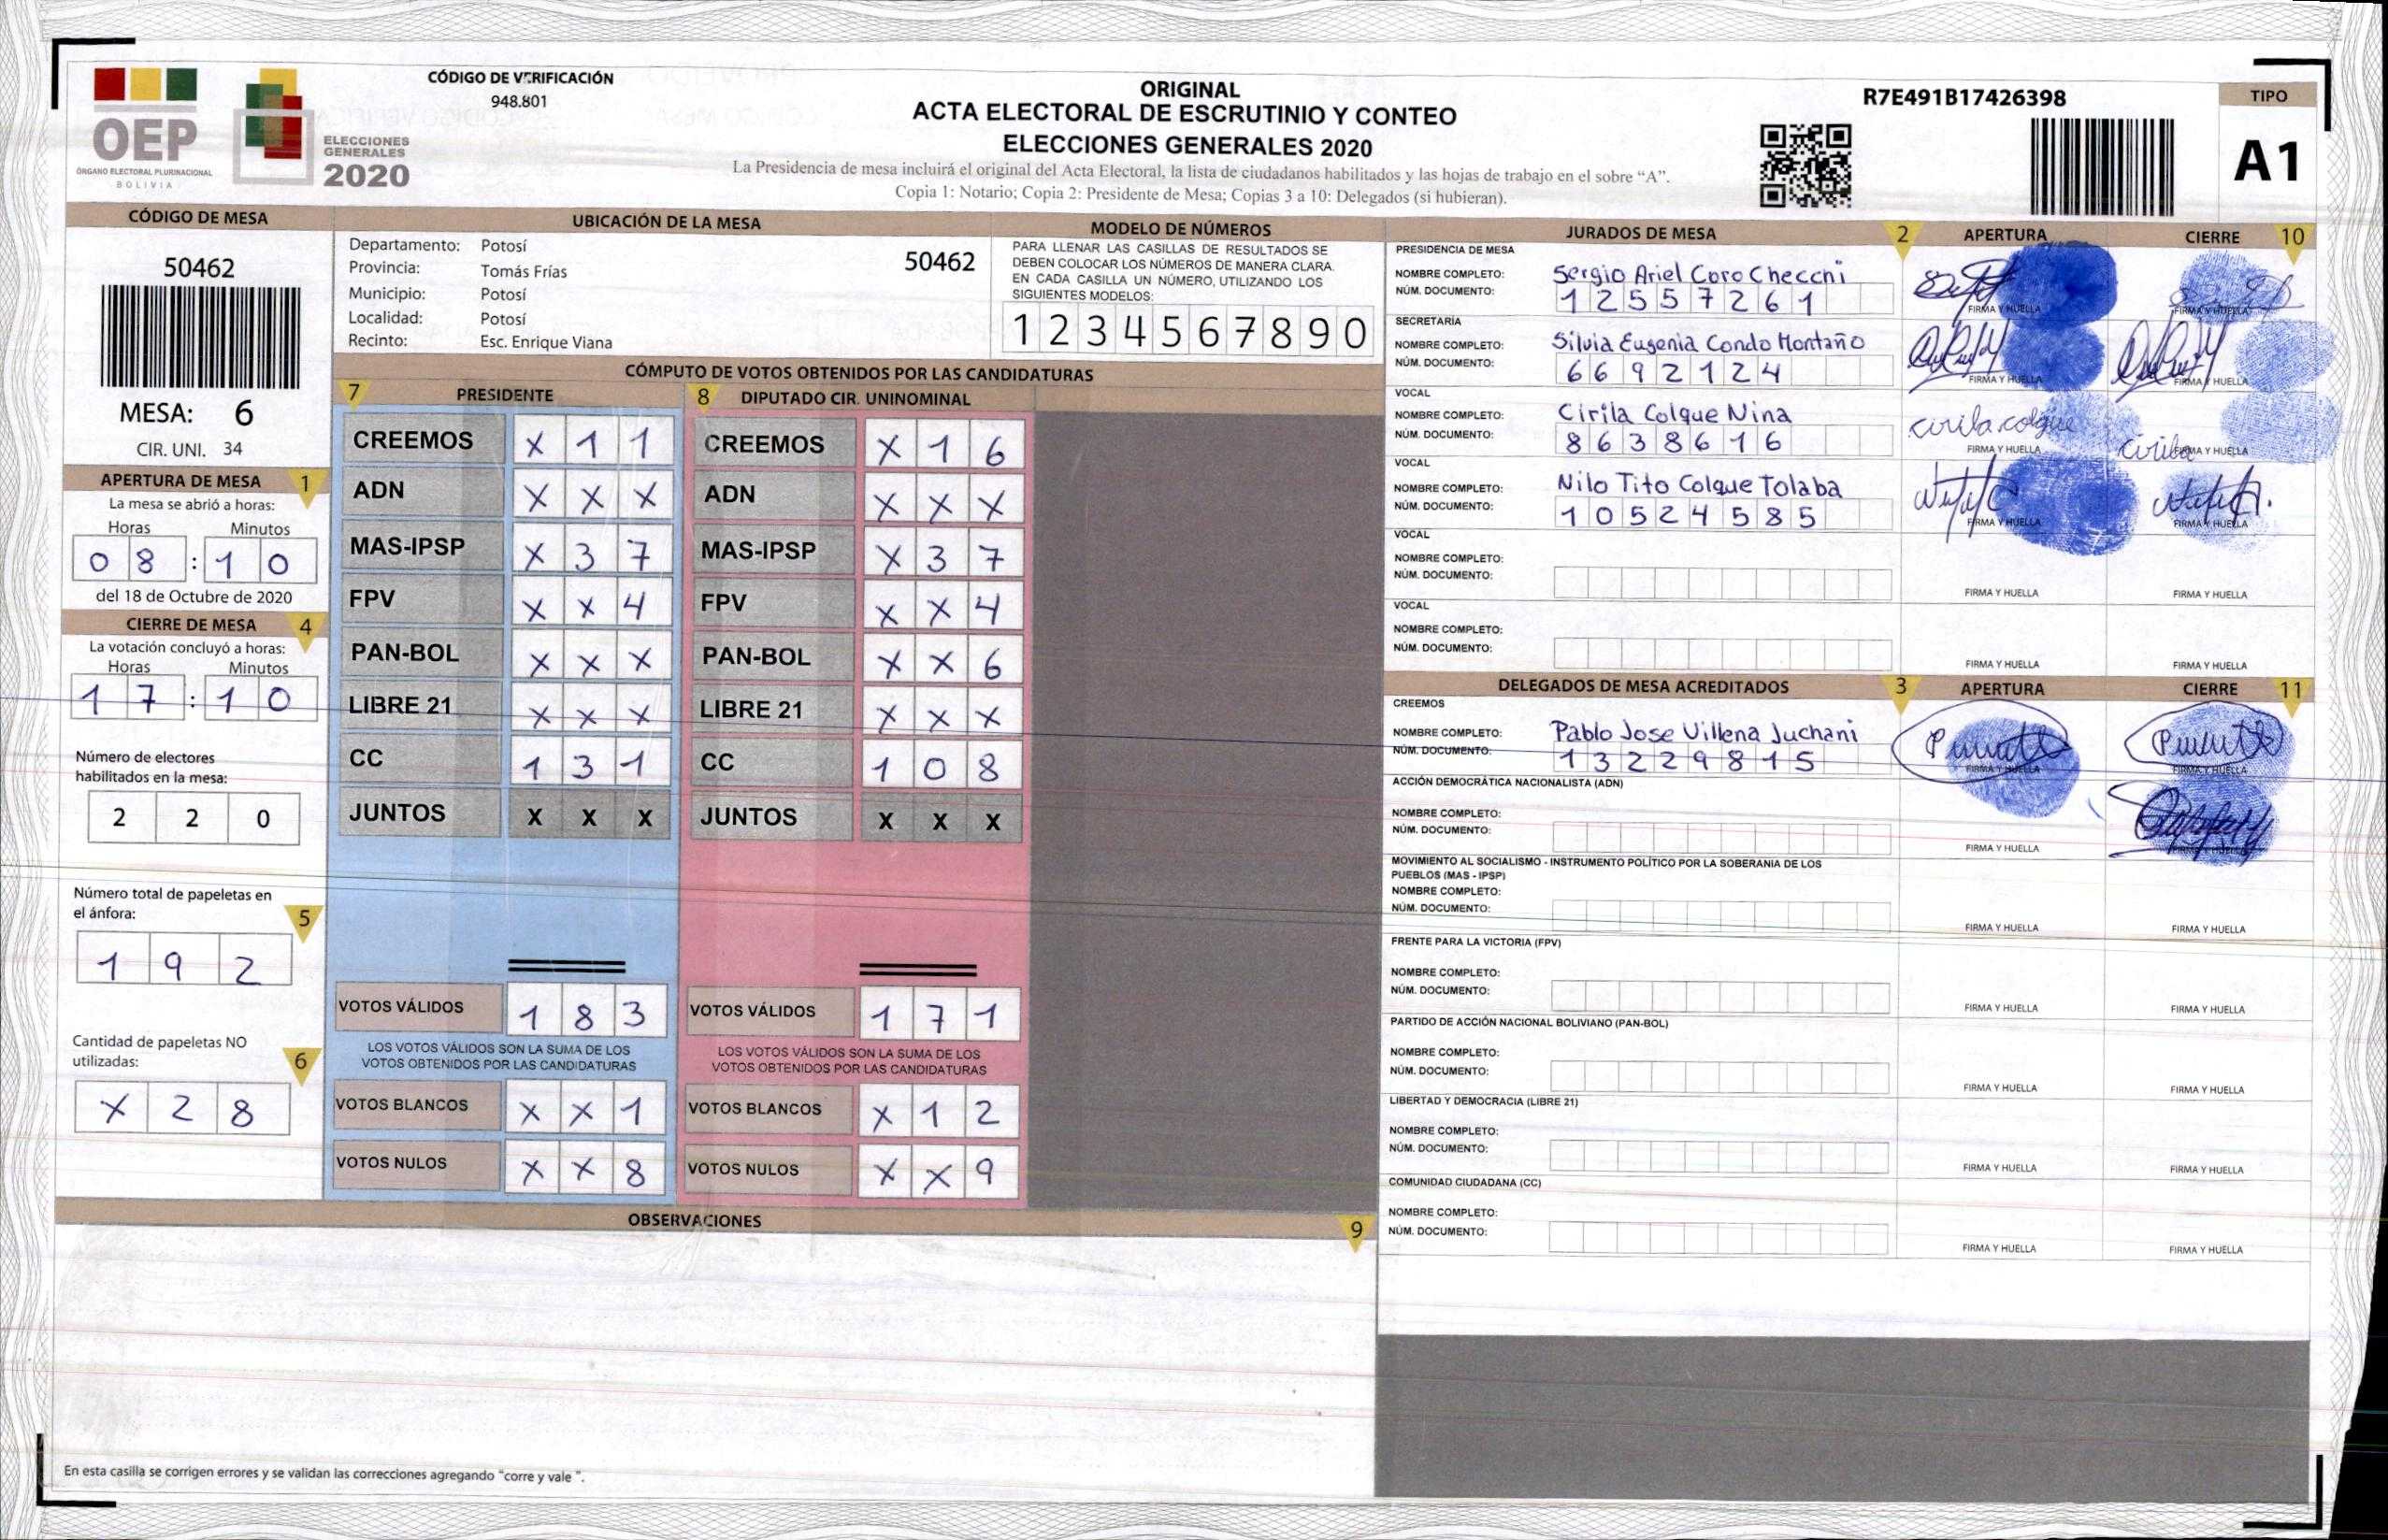 CÓDIGO DE VERIFICACIÓN
948.801
OEP
ÓRGANO ELECTORAL PLURINACIONAL
BOLIVIA
ELECCIONES
GENERALES
2020
ORIGINAL
ACTA ELECTORAL DE ESCRUTINIO Y CONTEO
ELECCIONES GENERALES 2020
La Presidencia de mesa incluirá el original del Acta Electoral, la lista de ciudadanos habilitados y las hojas de trabajo en el sobre “A”.
Copia 1: Notario; Copia 2: Presidente de Mesa; Copias 3 a 10: Delegados (si hubieran).
R7E491B17426398
TIPO
A1
CÓDIGO DE MESA
50462
MESA: 6
CIR. UNI. 34
APERTURA DE MESA 1
La mesa se abrió a horas:
Horas Minutos
0 8 : 1 0
del 18 de Octubre de 2020
CIERRE DE MESA 4
La votación concluyó a horas:
Horas Minutos
1 7 : 1 0
Número de electores
habilitados en la mesa:
2 2 0
Número total de papeletas en
el ánfora: 5
1 9 2
Cantidad de papeletas NO
utilizadas: 6
X 2 8
UBICACIÓN DE LA MESA
Departamento: Potosí
50462
Provincia: Tomás Frías
Municipio: Potosí
Localidad: Potosí
Recinto: Esc. Enrique Viana
MODELO DE NÚMEROS
PARA LLENAR LAS CASILLAS DE RESULTADOS SE
DEBEN COLOCAR LOS NÚMEROS DE MANERA CLARA.
EN CADA CASILLA UN NÚMERO, UTILIZANDO LOS
SIGUIENTES MODELOS:
1 2 3 4 5 6 7 8 9 0
CÓMPUTO DE VOTOS OBTENIDOS POR LAS CANDIDATURAS
7 PRESIDENTE
CREEMOS X 1 1
ADN X X X
MAS-IPSP X 3 7
FPV X X 4
PAN-BOL X X X
LIBRE 21 X X X
CC 1 3 1
JUNTOS X X X
VOTOS VÁLIDOS 1 8 3
LOS VOTOS VÁLIDOS SON LA SUMA DE LOS
VOTOS OBTENIDOS POR LAS CANDIDATURAS
VOTOS BLANCOS X X 1
VOTOS NULOS X X 8
8 DIPUTADO CIR. UNINOMINAL
CREEMOS X 1 6
ADN X X X
MAS-IPSP X 3 7
FPV X X 4
PAN-BOL X X 6
LIBRE 21 X X X
CC 1 0 8
JUNTOS X X X
VOTOS VÁLIDOS 1 7 1
LOS VOTOS VÁLIDOS SON LA SUMA DE LOS
VOTOS OBTENIDOS POR LAS CANDIDATURAS
VOTOS BLANCOS X 1 2
VOTOS NULOS X X 9
OBSERVACIONES 9
En esta casilla se corrigen errores y se validan las correcciones agregando "corre y vale ".
JURADOS DE MESA 2 APERTURA CIERRE 10
PRESIDENCIA DE MESA
NOMBRE COMPLETO: Sergio Ariel Coro Checchi
NÚM. DOCUMENTO: 1 2 5 5 7 2 6 1
FIRMA Y HUELLA FIRMA Y HUELLA
SECRETARÍA
NOMBRE COMPLETO: Silvia Eugenia Condo Montaño
NÚM. DOCUMENTO: 6 6 9 2 1 2 4
FIRMA Y HUELLA FIRMA Y HUELLA
VOCAL
NOMBRE COMPLETO: Cirila Colque Nina
NÚM. DOCUMENTO: 8 6 3 8 6 1 6
cirila colque Cirila
FIRMA Y HUELLA FIRMA Y HUELLA
VOCAL
NOMBRE COMPLETO: Nilo Tito Colque Tolaba
NÚM. DOCUMENTO: 1 0 5 2 4 5 8 5
FIRMA Y HUELLA FIRMA Y HUELLA
VOCAL
NOMBRE COMPLETO:
NÚM. DOCUMENTO:
FIRMA Y HUELLA FIRMA Y HUELLA
VOCAL
NOMBRE COMPLETO:
NÚM. DOCUMENTO:
FIRMA Y HUELLA FIRMA Y HUELLA
DELEGADOS DE MESA ACREDITADOS 3 APERTURA CIERRE 11
CREEMOS
NOMBRE COMPLETO: Pablo Jose Villena Juchani
NÚM. DOCUMENTO: 1 3 2 2 9 8 1 5
FIRMA Y HUELLA FIRMA Y HUELLA
ACCIÓN DEMOCRÁTICA NACIONALISTA (ADN)
NOMBRE COMPLETO:
NÚM. DOCUMENTO:
FIRMA Y HUELLA FIRMA Y HUELLA
MOVIMIENTO AL SOCIALISMO - INSTRUMENTO POLÍTICO POR LA SOBERANIA DE LOS
PUEBLOS (MAS - IPSP)
NOMBRE COMPLETO:
NÚM. DOCUMENTO:
FIRMA Y HUELLA FIRMA Y HUELLA
FRENTE PARA LA VICTORIA (FPV)
NOMBRE COMPLETO:
NÚM. DOCUMENTO:
FIRMA Y HUELLA FIRMA Y HUELLA
PARTIDO DE ACCIÓN NACIONAL BOLIVIANO (PAN-BOL)
NOMBRE COMPLETO:
NÚM. DOCUMENTO:
FIRMA Y HUELLA FIRMA Y HUELLA
LIBERTAD Y DEMOCRACIA (LIBRE 21)
NOMBRE COMPLETO:
NÚM. DOCUMENTO:
FIRMA Y HUELLA FIRMA Y HUELLA
COMUNIDAD CIUDADANA (CC)
NOMBRE COMPLETO:
NÚM. DOCUMENTO:
FIRMA Y HUELLA FIRMA Y HUELLA